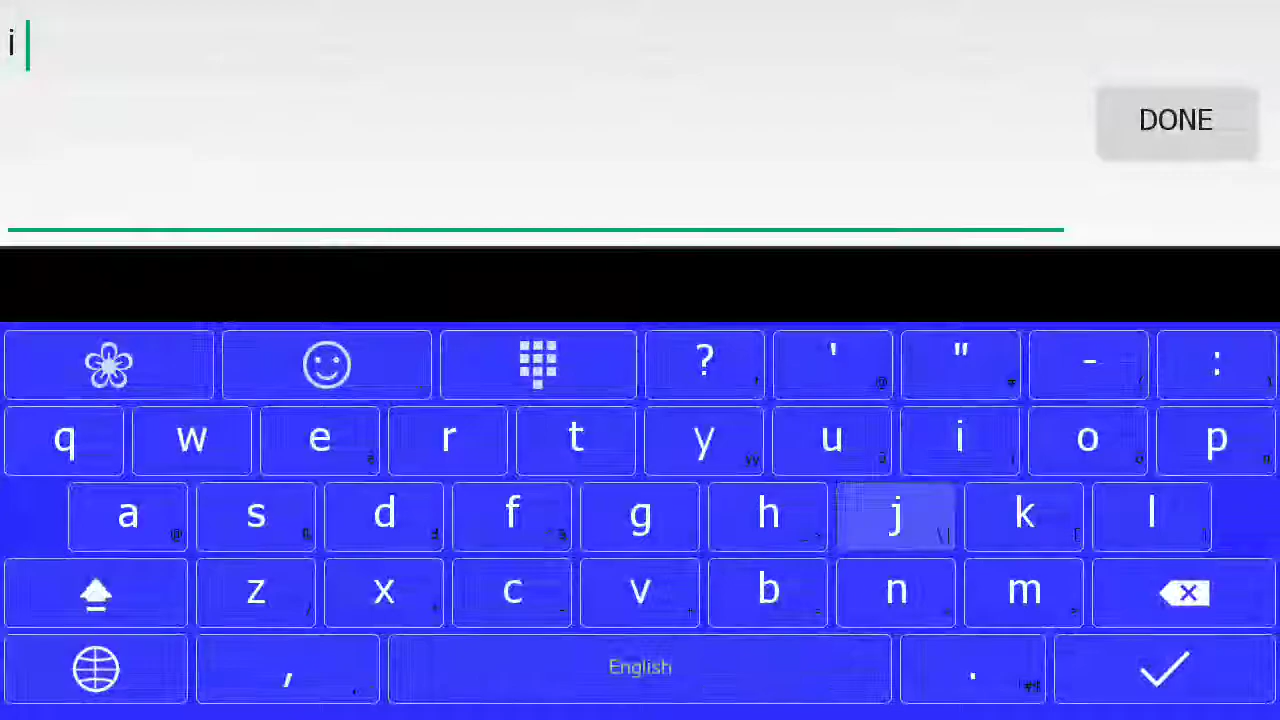 i
DONE
? ' " - :
q w e r t y u i o p
a s d f g h j k l
z x c v b n m
, English .